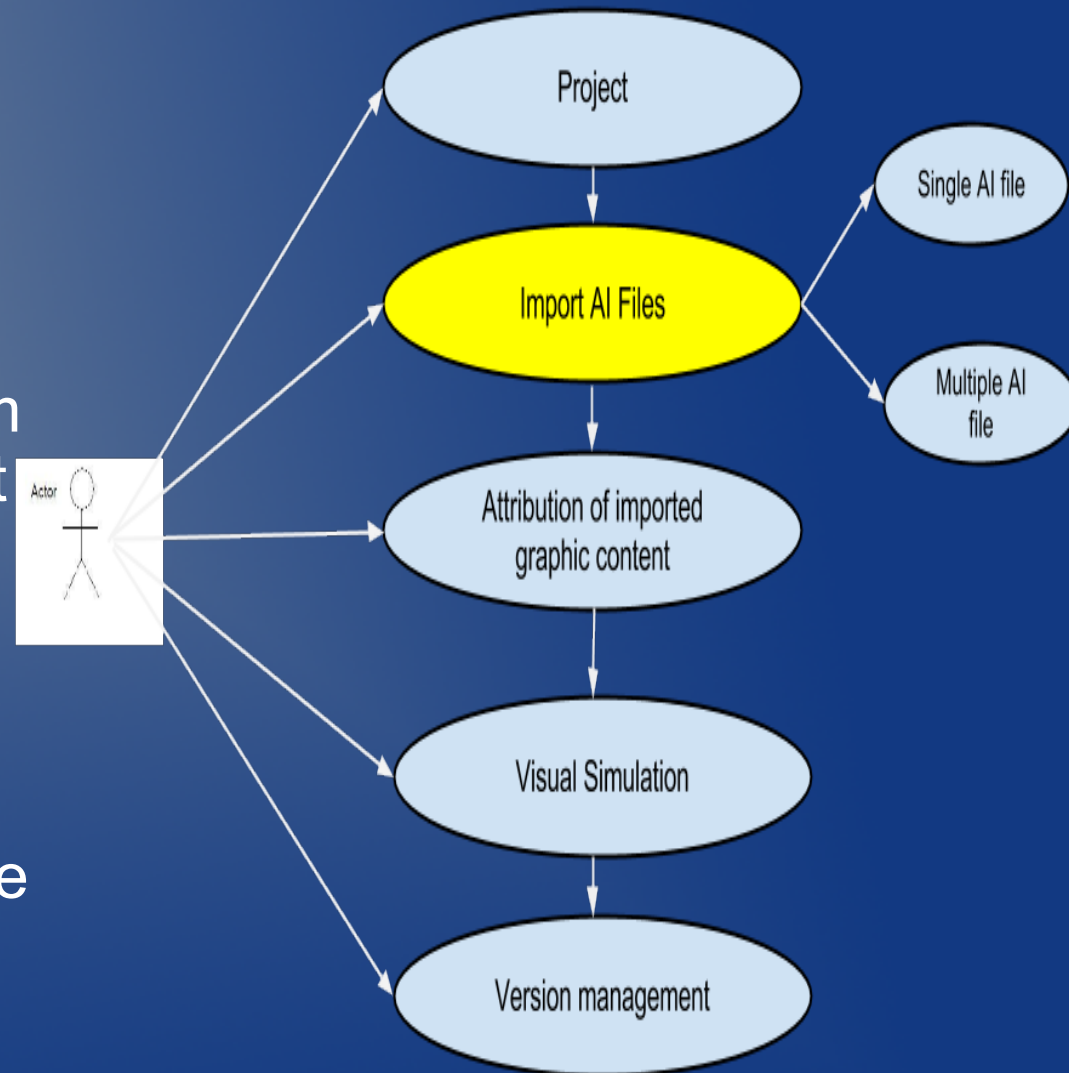 Project
Single AI file
Import AI Files
Multiple AI
file
Actor
Attribution of imported
graphic content
Visual Simulation
Version management